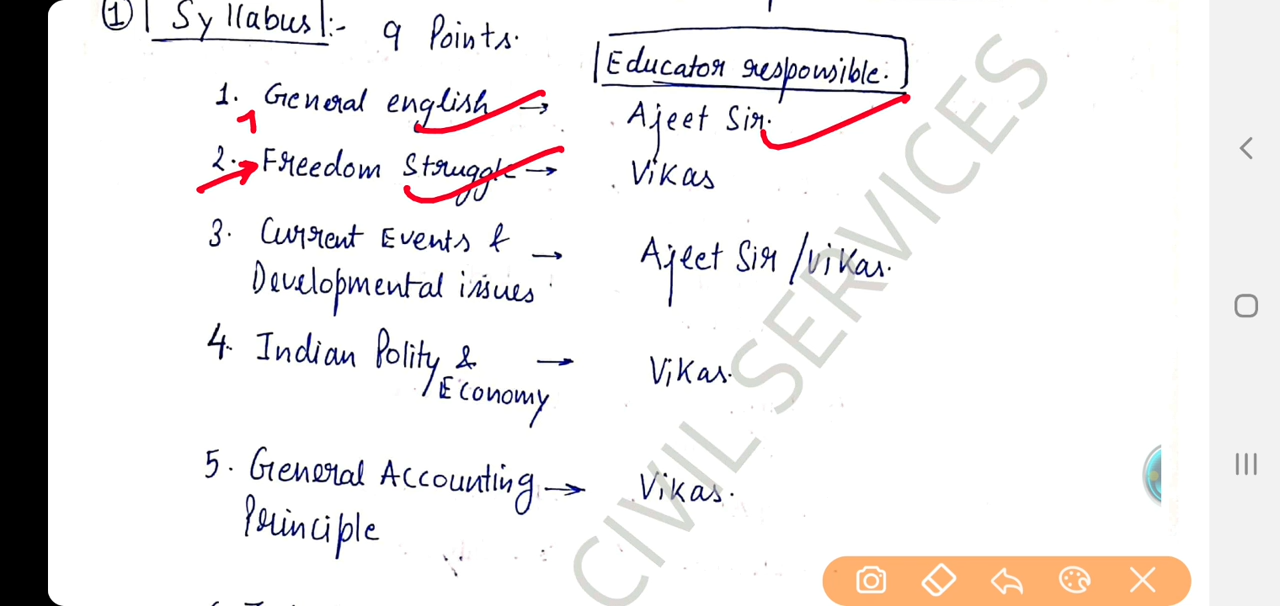 ① Syllabus :- 9 Points.
Educator responsible.
1. General english → Ajeet Sir.
2. Freedom Struggle → Vikas
3. Current Events &
Developmental issues → Ajeet Sir / Vikas.
4. Indian Polity &
Economy → Vikas.
5. General Accounting → Vikas.
Principle
CIVIL SERVICES